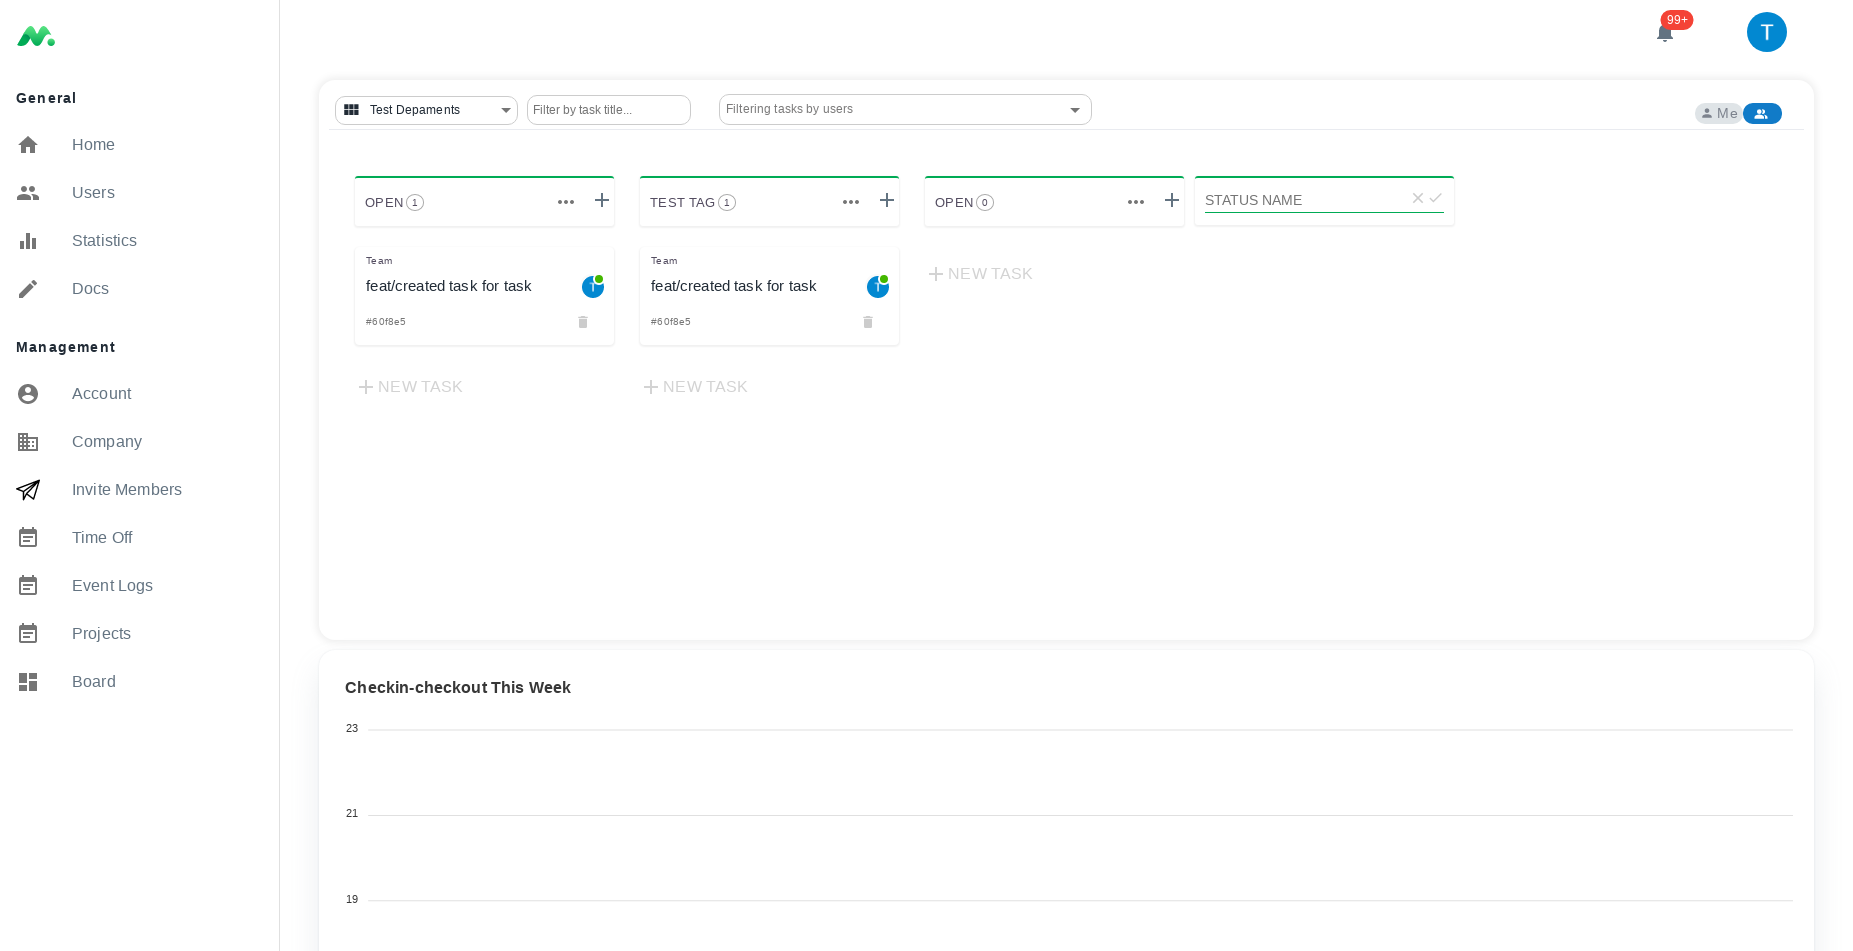 99+
T
General
Home
Users
Statistics
Docs
Management
Account
Company
Invite Members
Time Off
Event Logs
Projects
Board
Test Depaments
Filter by task title...
Filtering tasks by users
Me
OPEN 1
TEST TAG 1
OPEN 0
STATUS NAME
Team
feat/created task for task
T
#60f8e5
NEW TASK
Team
feat/created task for task
T
#60f8e5
NEW TASK
NEW TASK
Checkin-checkout This Week
23
21
19